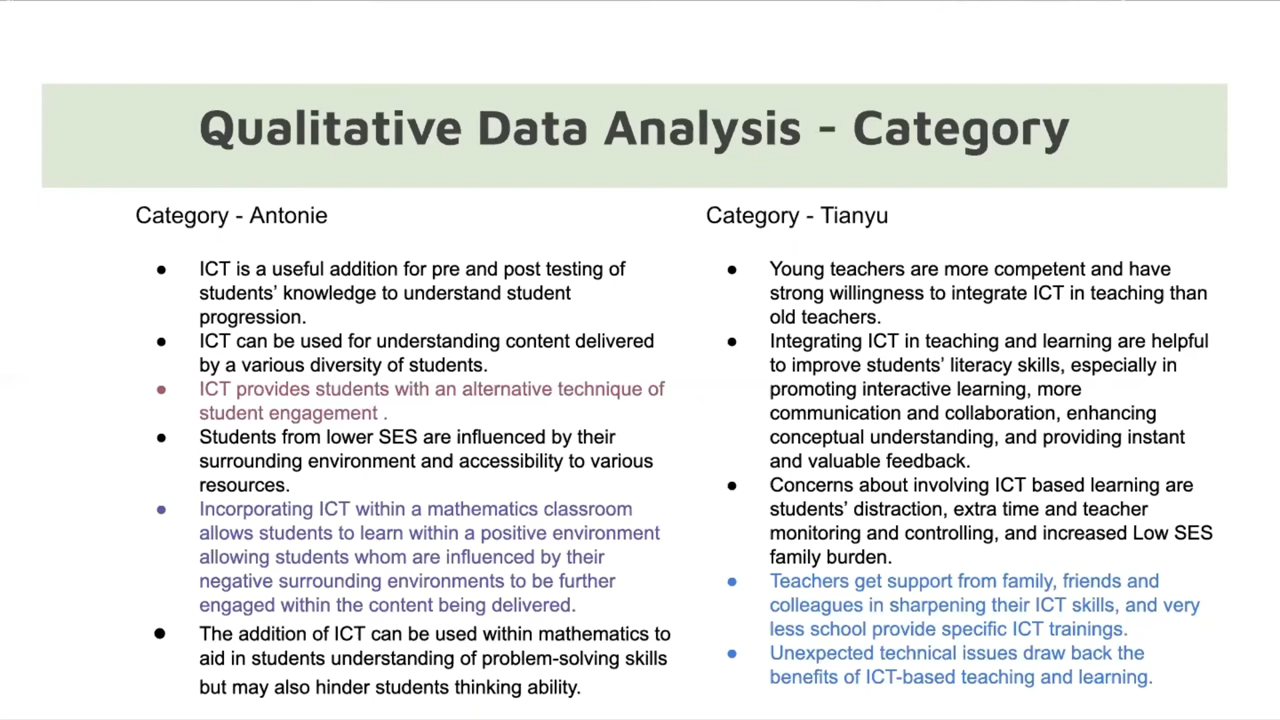 Qualitative Data Analysis - Category
Category - Antonie
● ICT is a useful addition for pre and post testing of
students’ knowledge to understand student
progression.
● ICT can be used for understanding content delivered
by a various diversity of students.
● ICT provides students with an alternative technique of
student engagement .
● Students from lower SES are influenced by their
surrounding environment and accessibility to various
resources.
● Incorporating ICT within a mathematics classroom
allows students to learn within a positive environment
allowing students whom are influenced by their
negative surrounding environments to be further
engaged within the content being delivered.
● The addition of ICT can be used within mathematics to
aid in students understanding of problem-solving skills
but may also hinder students thinking ability.
Category - Tianyu
● Young teachers are more competent and have
strong willingness to integrate ICT in teaching than
old teachers.
● Integrating ICT in teaching and learning are helpful
to improve students’ literacy skills, especially in
promoting interactive learning, more
communication and collaboration, enhancing
conceptual understanding, and providing instant
and valuable feedback.
● Concerns about involving ICT based learning are
students’ distraction, extra time and teacher
monitoring and controlling, and increased Low SES
family burden.
● Teachers get support from family, friends and
colleagues in sharpening their ICT skills, and very
less school provide specific ICT trainings.
● Unexpected technical issues draw back the
benefits of ICT-based teaching and learning.